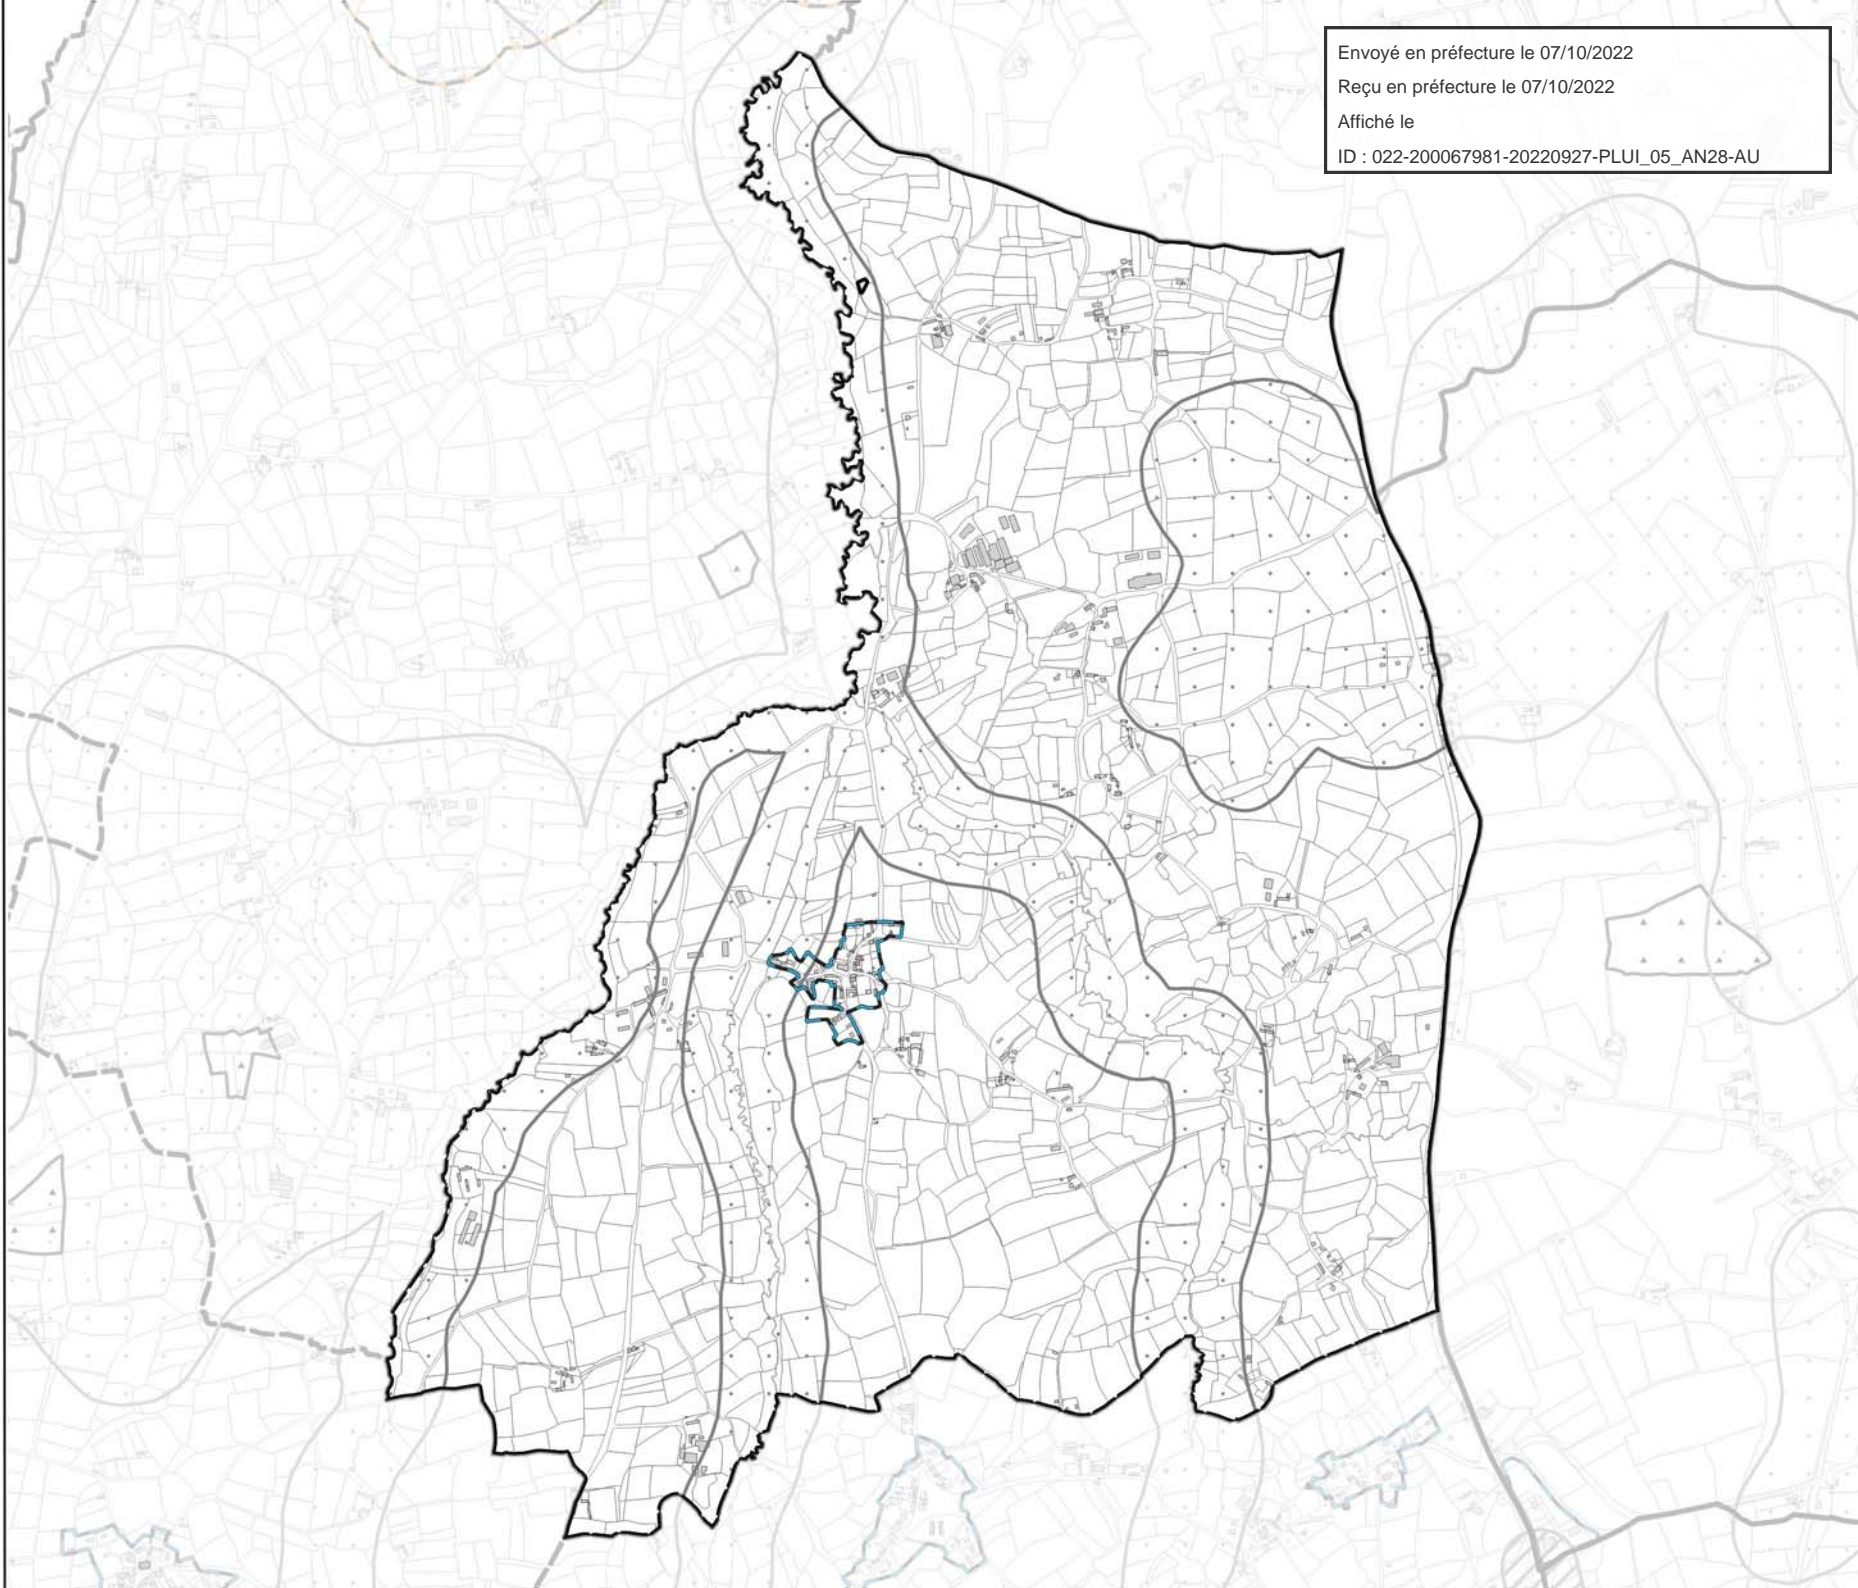 Envoyé en préfecture le 07/10/2022
Reçu en préfecture le 07/10/2022
Affiché le
ID : 022-200067981-20220927-PLUI_05_AN28-AU